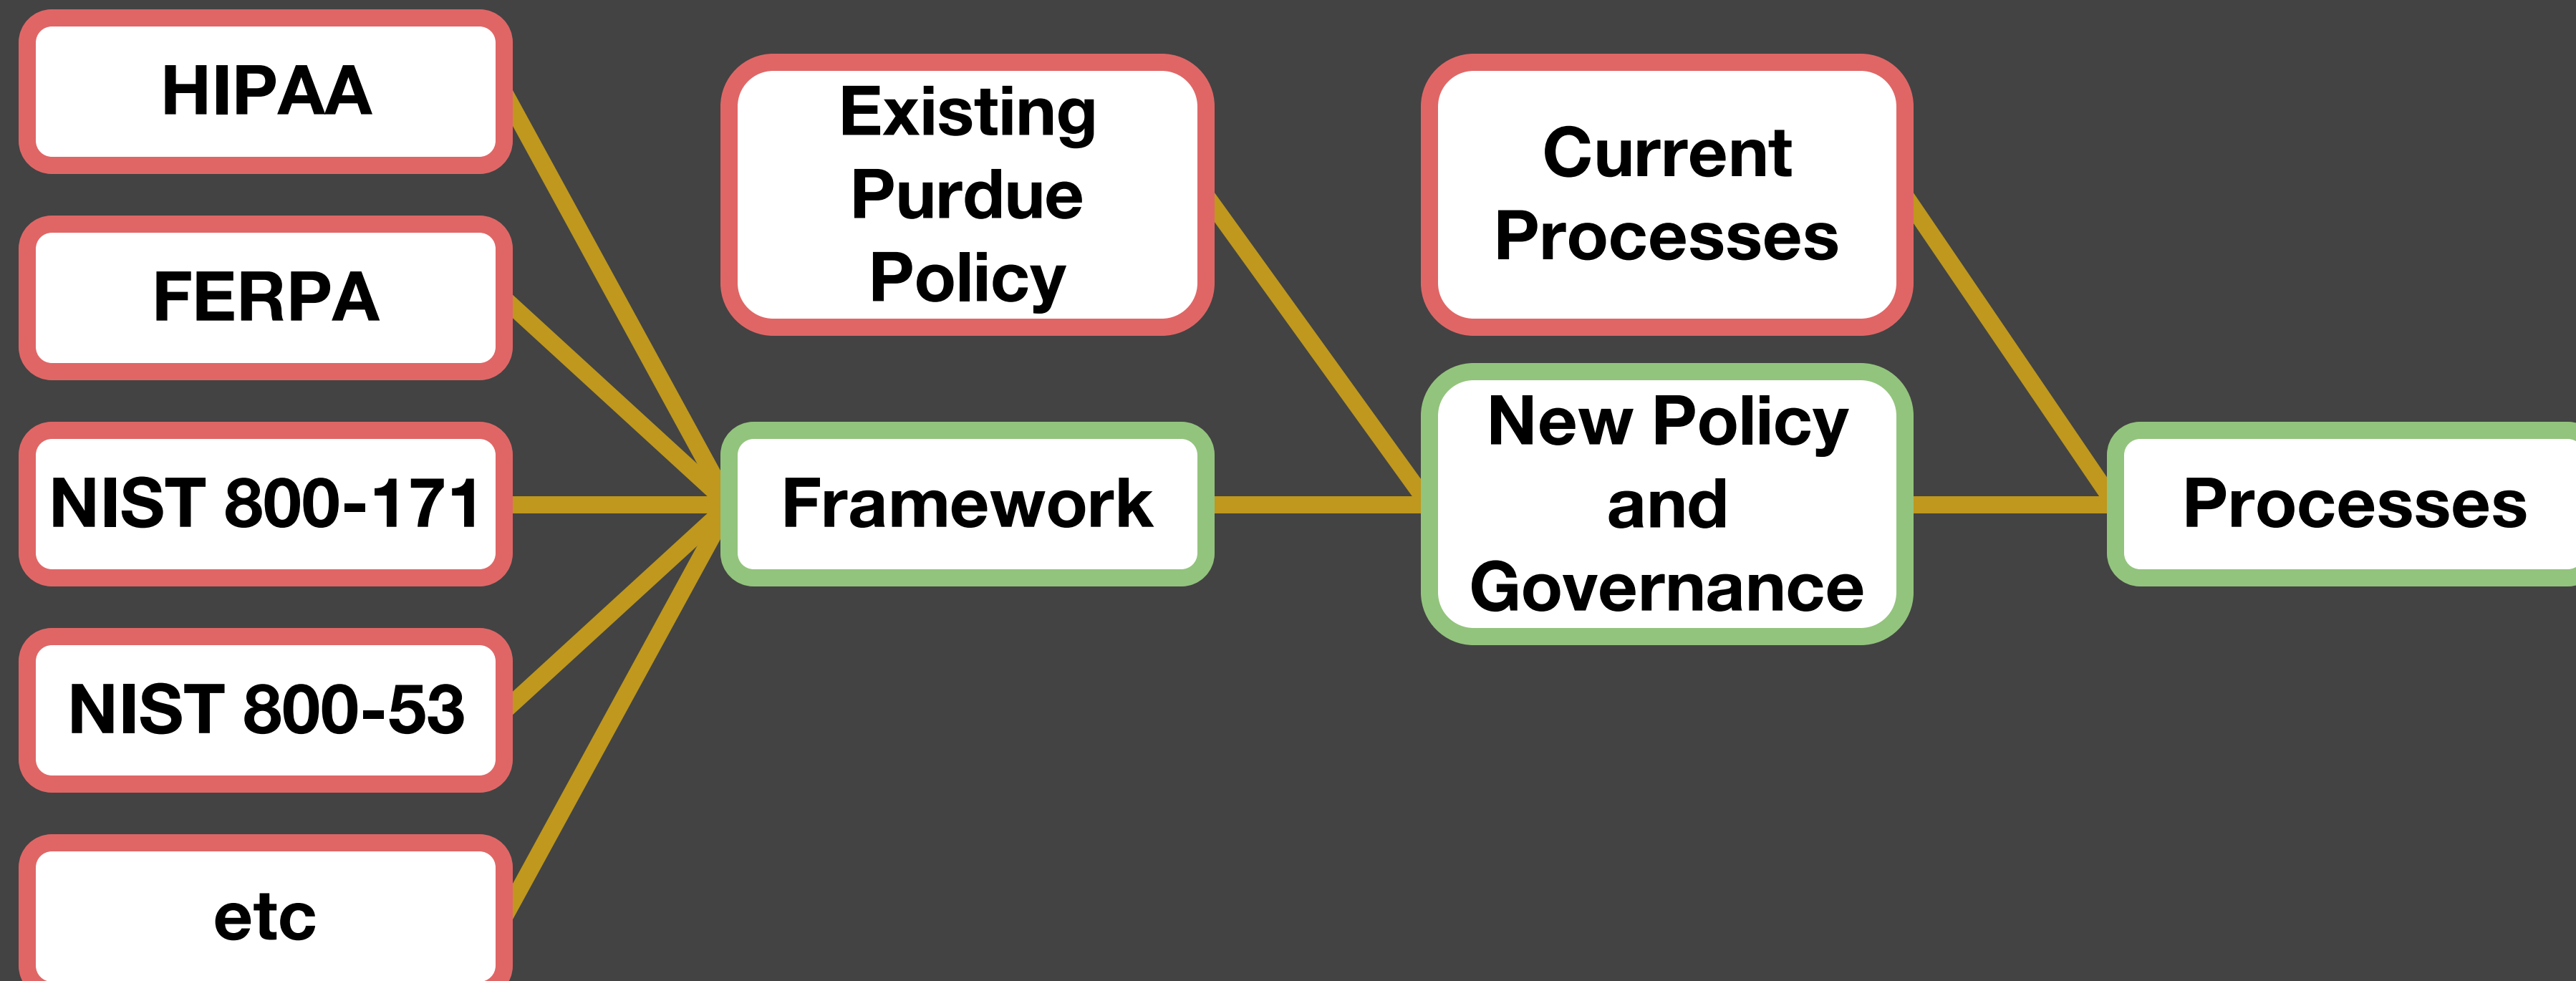 HIPAA
FERPA
NIST 800-171
NIST 800-53
etc
Existing
Purdue
Policy
Framework
Current
Processes
New Policy
and
Governance
Processes